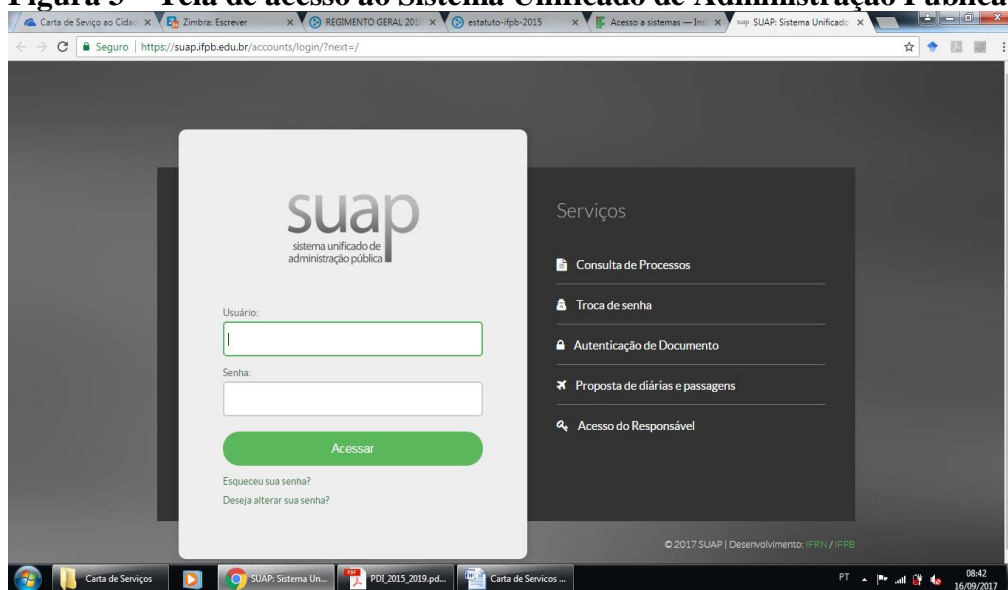 Figura 3 – Tela de acesso ao Sistema Unificado de Administração Pública
Carta de Seviço ao Cidad
Zimbra: Escrever
REGIMENTO GERAL 201
estatuto-ifpb-2015
Acesso a sistemas — Ins
SUAP: Sistema Unificado
Seguro | https://suap.ifpb.edu.br/accounts/login/?next=/
suap
sistema unificado de
administração pública
Usuário:
Senha:
Acessar
Esqueceu sua senha?
Deseja alterar sua senha?
Serviços
Consulta de Processos
Troca de senha
Autenticação de Documento
Proposta de diárias e passagens
Acesso do Responsável
© 2017 SUAP | Desenvolvimento: IFRN / IFPB
Carta de Serviços
SUAP: Sistema Un...
PDI_2015_2019.pd...
Carta de Servicos ...
PT
08:42
16/09/2017